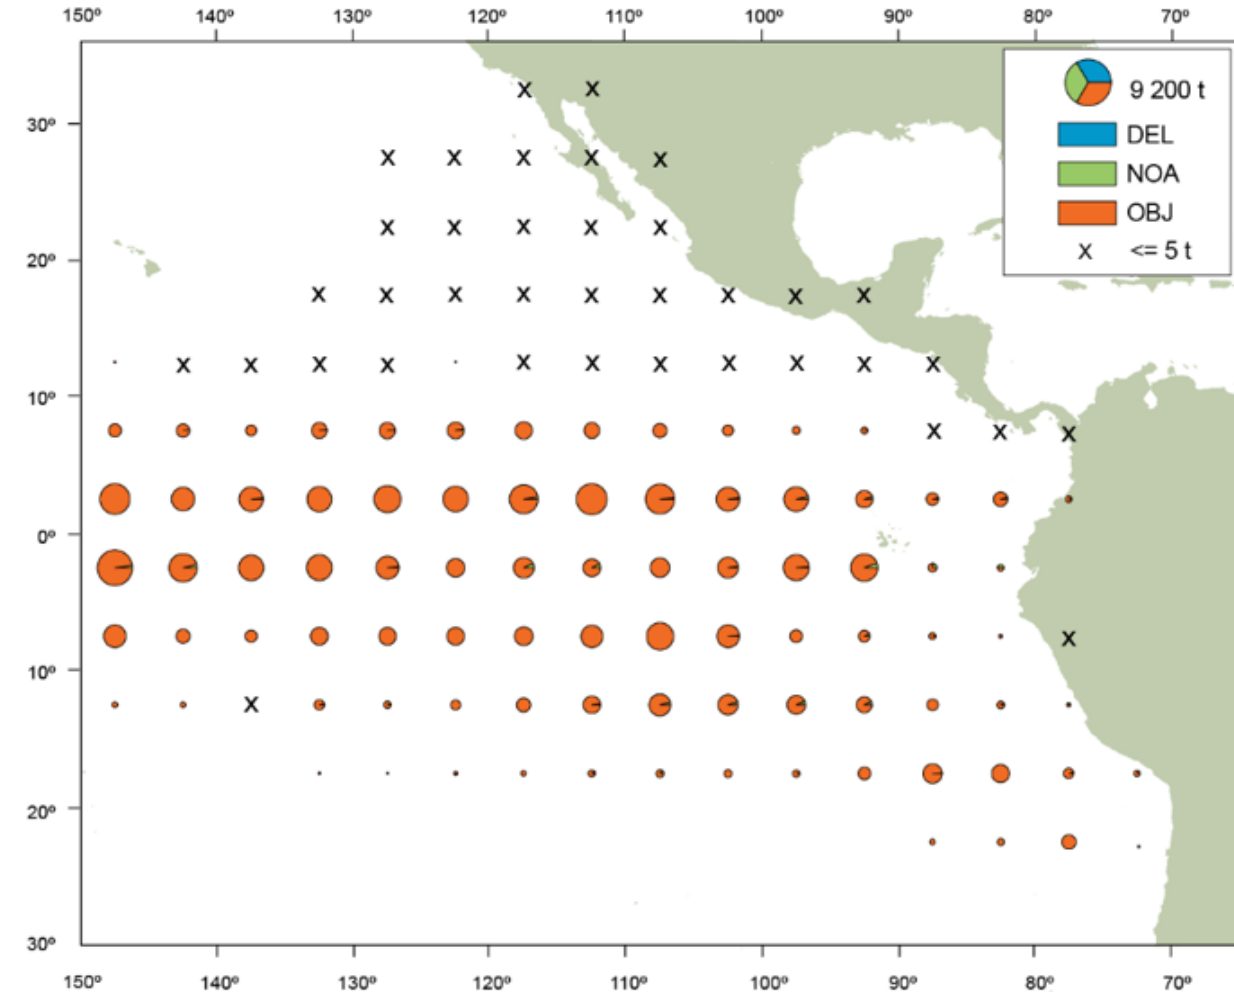 150º 140º 130º 120º 110º 100º 90º 80º 70º
9 200 t
DEL
NOA
OBJ
x <= 5 t
x x
30º
x x x x x
x x x x x
20º
x x x x x x x x x
x x x x x x x x x x x
10º
x x x
0º
x
10º
x
20º
30º
150º 140º 130º 120º 110º 100º 90º 80º 70º